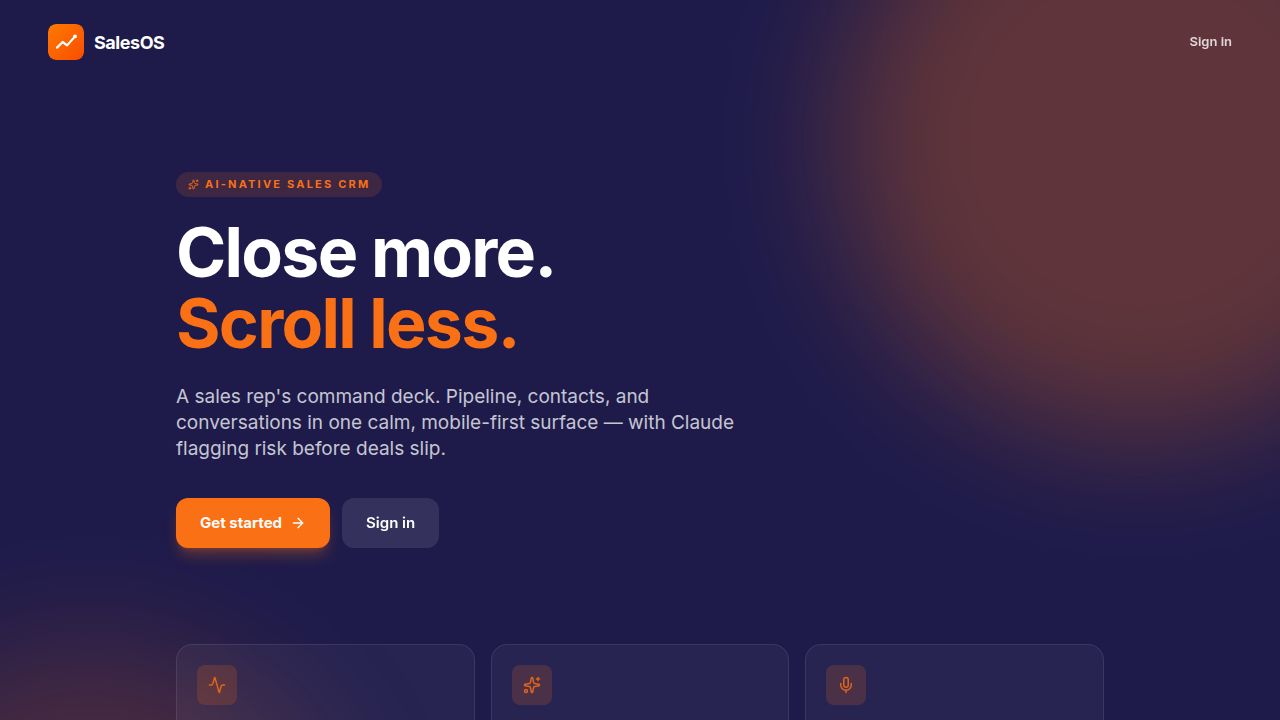 SalesOS
Sign in
AI-NATIVE SALES CRM
Close more.
Scroll less.
A sales rep's command deck. Pipeline, contacts, and
conversations in one calm, mobile-first surface — with Claude
flagging risk before deals slip.
Get started
Sign in